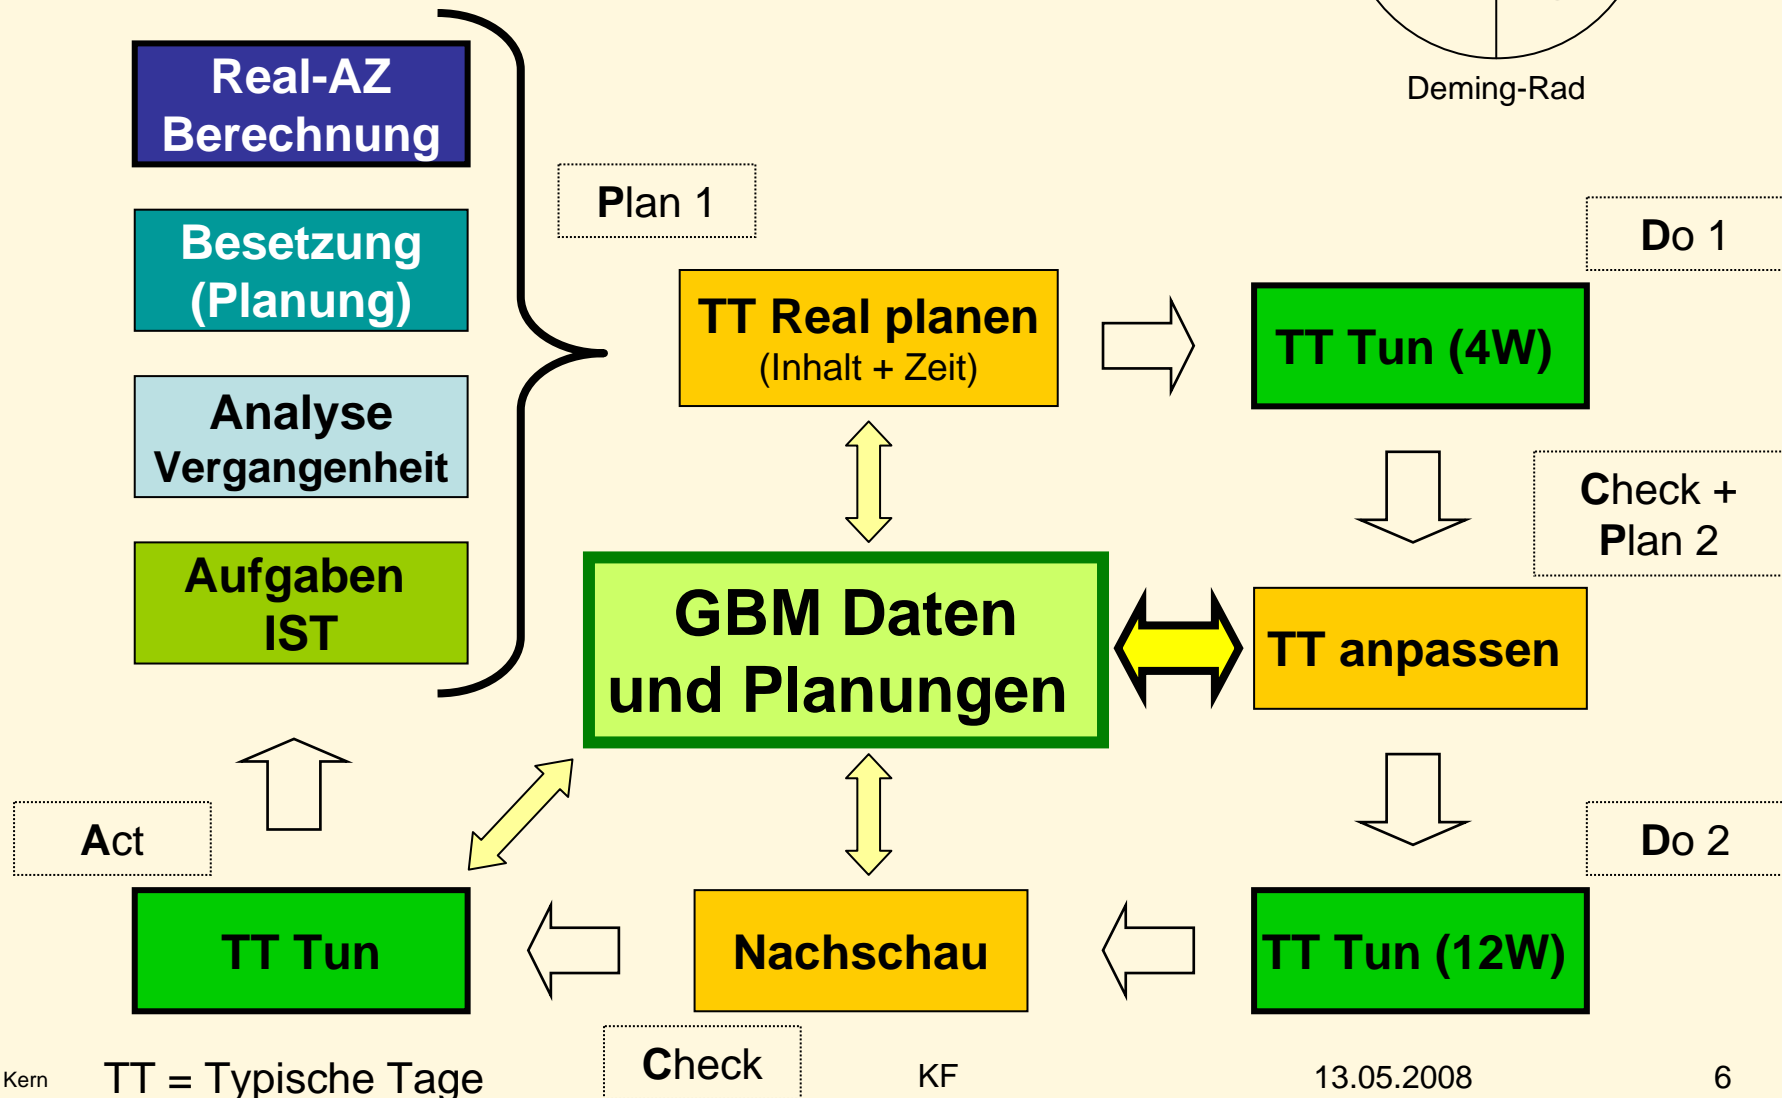 Real-AZ
Berechnung
Besetzung
(Planung)
Analyse
Vergangenheit
Aufgaben
IST
Deming-Rad
Plan 1
TT Real planen
(Inhalt + Zeit)
Do 1
TT Tun (4W)
Check +
Plan 2
GBM Daten
und Planungen
TT anpassen
Do 2
TT Tun (12W)
Nachschau
Check
TT Tun
Act
Kern
TT = Typische Tage
KF
13.05.2008
6